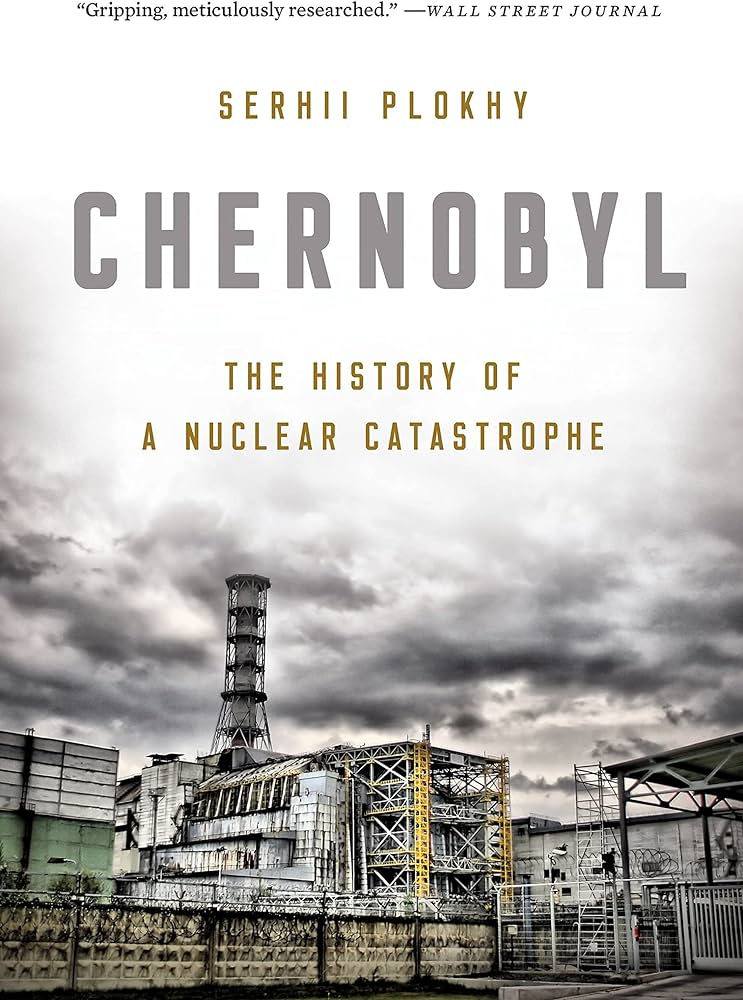 “Gripping, meticulously researched.” —WALL STREET JOURNAL
SERHII PLOKHY
CHERNOBYL
THE HISTORY OF
A NUCLEAR CATASTROPHE